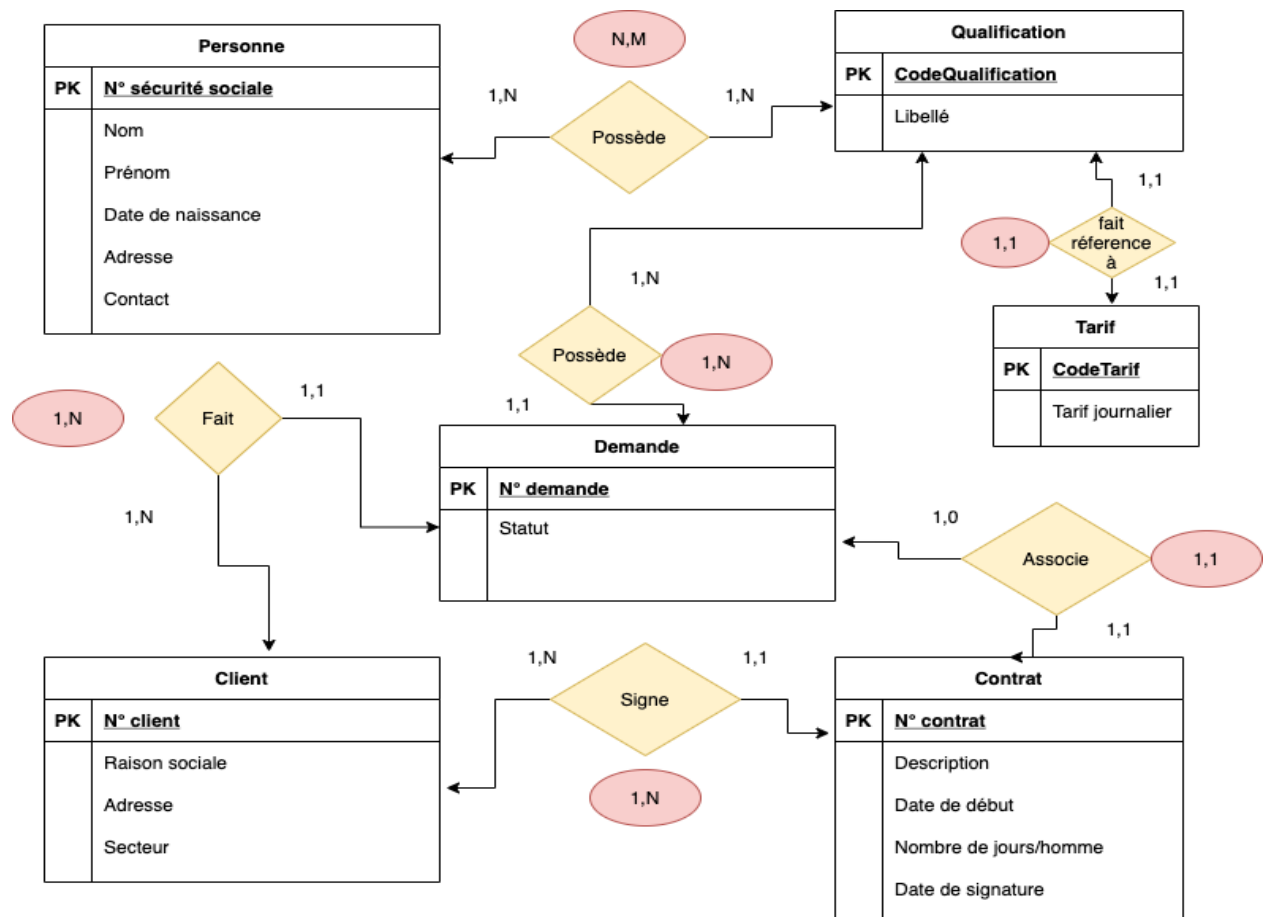 Personne
PK N° sécurité sociale
Nom
Prénom
Date de naissance
Adresse
Contact
N,M
1,N
1,N
Possède
Qualification
PK CodeQualification
Libellé
1,1
fait
réference
à
1,1
1,1
Tarif
PK CodeTarif
Tarif journalier
1,N
Possède
1,N
1,1
1,N
Fait
1,1
1,N
Demande
PK N° demande
Statut
1,0
Associe
1,1
1,1
Client
PK N° client
Raison sociale
Adresse
Secteur
1,N
Signe
1,1
1,N
Contrat
PK N° contrat
Description
Date de début
Nombre de jours/homme
Date de signature